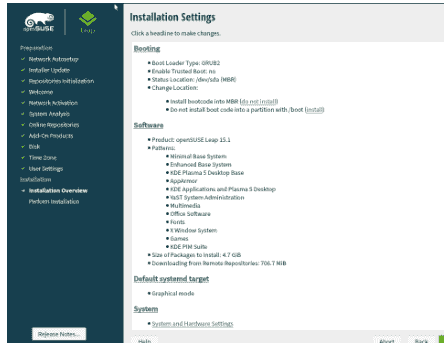 openSUSE
Leap
Preparation
Network Autosetup
Installer Update
Repositories Initialization
Welcome
Network Activation
System Analysis
Online Repositories
Add-On Products
Disk
Time Zone
User Settings
Installation
Installation Overview
Perform Installation
Release Notes...
Installation Settings
Click a headline to make changes.
Booting
Boot Loader Type: GRUB2
Enable Trusted Boot: no
Status Location: /dev/sda (MBR)
Change Location:
Install bootcode into MBR (do not install)
Do not install bootcode into a partition with /boot (install)
Software
Product: openSUSE Leap 15.1
Patterns:
Minimal Base System
Enhanced Base System
KDE Plasma 5 Desktop Base
AppArmor
KDE Applications and Plasma 5 Desktop
YaST System Administration
Multimedia
Office Software
Fonts
X Window System
Games
KDE PIM Suite
Size of Packages to Install: 4.7 GiB
Downloading from Remote Repositories: 706.7 MiB
Default systemd target
Graphical mode
System
System and Hardware Settings
Help
Abort
Back